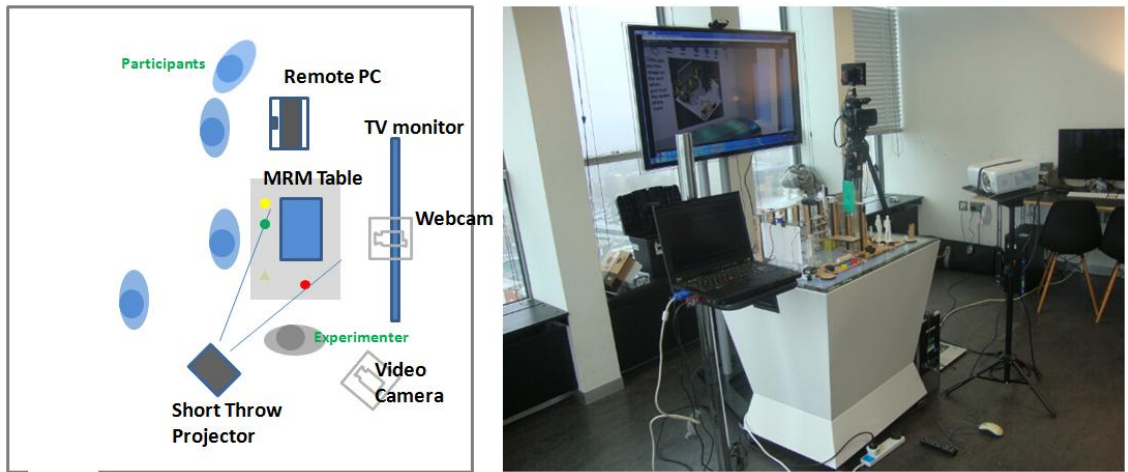 Participants
Remote PC
TV monitor
MRM Table
Webcam
Experimenter
Video
Camera
Short Throw
Projector